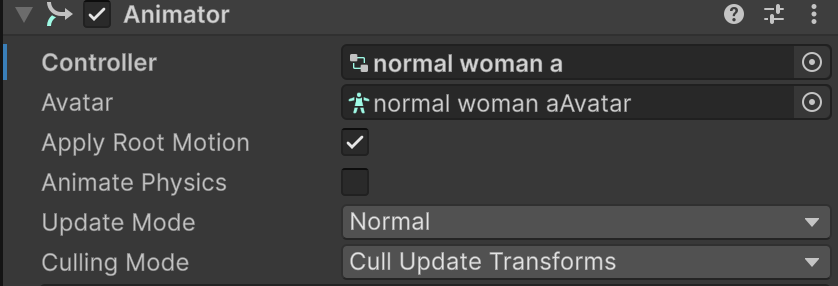 Animator
Controller normal woman a
Avatar normal woman aAvatar
Apply Root Motion
Animate Physics
Update Mode Normal
Culling Mode Cull Update Transforms